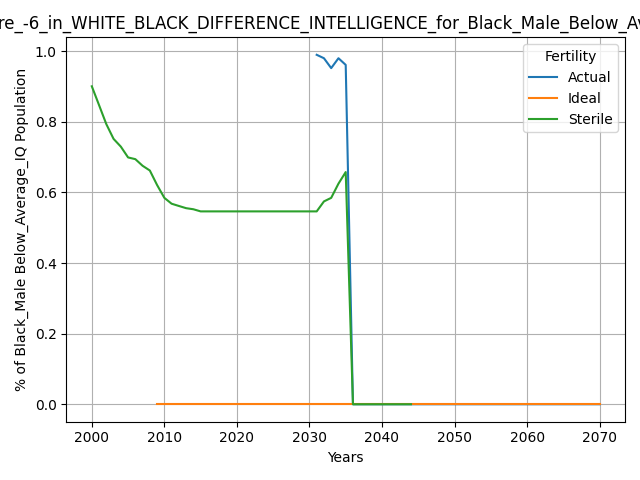 re_-6_in_WHITE_BLACK_DIFFERENCE_INTELLIGENCE_for_Black_Male_Below_Av
% of Black_Male Below_Average_IQ Population
1.0
0.8
0.6
0.4
0.2
0.0
Fertility
Actual
Ideal
Sterile
2000 2010 2020 2030 2040 2050 2060 2070
Years